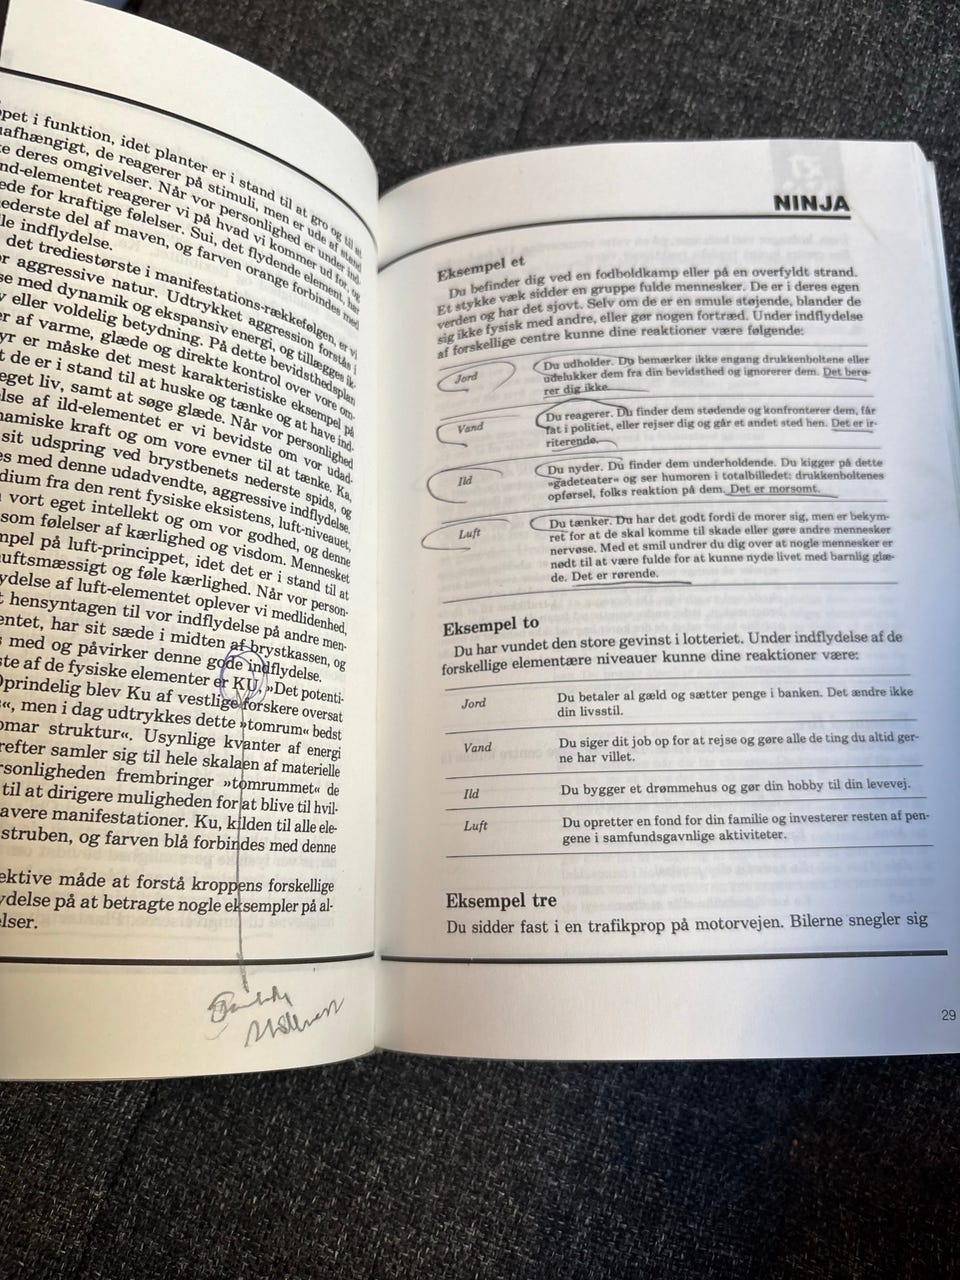 pet i funktion, idet planter er i stand til at gro og til at
uafhængigt, de reagerer på stimuli, men er ude af stand
e deres omgivelser. Når vor personlighed er under ind-
nd-elementet reagerer vi på hvad vi kommer ud for, og
ede for kraftige følelser. Sui, det flydende element, har
nederste del af maven, og farven orange forbindes med
le indflydelse.
det trediestørste i manifestations-rækkefølgen, er vi
or aggressive natur. Udtrykket aggression forstås i
se med dynamik og ekspansiv energi, og tillægges ik-
v eller voldelig betydning. På dette bevidsthedsplan
er af varme, glæde og direkte kontrol over vore om-
yr er måske det mest karakteristiske eksempel på
t de er i stand til at huske og tænke og at have ind-
eget liv, samt at søge glæde. Når vor personlighed
else af ild-elementet er vi bevidste om vor udad-
namiske kraft og om vore evner til at tænke. Ka,
sit udspring ved brystbenets nederste spids, og
es med denne udadvendte, aggressive indflydelse.
dium fra den rent fysiske eksistens, luft-niveauet,
vort eget intellekt og om vor godhed, og denne
som følelser af kærlighed og visdom. Mennesket
mpel på luft-princippet, idet det er i stand til at
uftsmæssigt og føle kærlighed. Når vor person-
ydelse af luft-elementet oplever vi medlidenhed,
t hensyntagen til vor indflydelse på andre men-
entet, har sit sæde i midten af brystkassen, og
s med og påvirker denne gode indflydelse.
ste af de fysiske elementer er KU. »Det potenti-
Oprindelig blev Ku af vestlige forskere oversat
«, men i dag udtrykkes dette »tomrum« bedst
omar struktur«. Usynlige kvanter af energi
refter samler sig til hele skalaen af materielle
rsonligheden frembringer »tomrummet« de
til at dirigere muligheden for at blive til hvil-
avere manifestationer. Ku, kilden til alle ele-
struben, og farven blå forbindes med denne
ektive måde at forstå kroppens forskellige
ydelse på at betragte nogle eksempler på al-
lser.
NINJA
Eksempel et
Du befinder dig ved en fodboldkamp eller på en overfyldt strand.
Et stykke væk sidder en gruppe fulde mennesker. De er i deres egen
verden og har det sjovt. Selv om de er en smule støjende, blander de
sig ikke fysisk med andre, eller gør nogen fortræd. Under indflydelse
af forskellige centre kunne dine reaktioner være følgende:
Jord Du udholder. Du bemærker ikke engang drukkenboltene eller
udelukker dem fra din bevidsthed og ignorerer dem. Det berø-
rer dig ikke.
Vand Du reagerer. Du finder dem stødende og konfronterer dem, får
fat i politiet, eller rejser dig og går et andet sted hen. Det er ir-
riterende.
Ild Du nyder. Du finder dem underholdende. Du kigger på dette
»gadeteater« og ser humoren i totalbilledet: drukkenboltenes
opførsel, folks reaktion på dem. Det er morsomt.
Luft Du tænker. Du har det godt fordi de morer sig, men er bekym-
ret for at de skal komme til skade eller gøre andre mennesker
nervøse. Med et smil undrer du dig over at nogle mennesker er
nødt til at være fulde for at kunne nyde livet med barnlig glæ-
de. Det er rørende.
Eksempel to
Du har vundet den store gevinst i lotteriet. Under indflydelse af de
forskellige elementære niveauer kunne dine reaktioner være:
Jord Du betaler al gæld og sætter penge i banken. Det ændre ikke
din livsstil.
Vand Du siger dit job op for at rejse og gøre alle de ting du altid ger-
ne har villet.
Ild Du bygger et drømmehus og gør din hobby til din levevej.
Luft Du opretter en fond for din familie og investerer resten af pen-
gene i samfundsgavnlige aktiviteter.
Eksempel tre
Du sidder fast i en trafikprop på motorvejen. Bilerne snegler sig
29